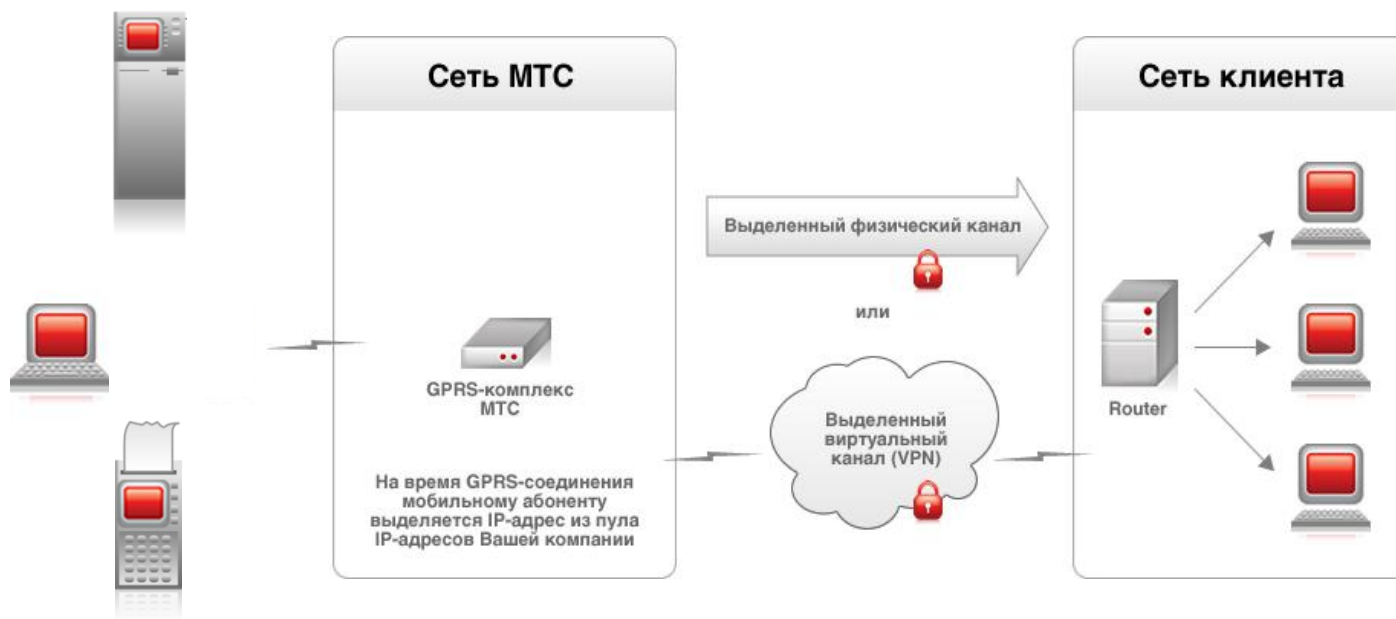 Сеть МТС
Сеть клиента
Выделенный физический канал
или
GPRS-комплекс
МТС
Выделенный
виртуальный
канал (VPN)
Router
На время GPRS-соединения
мобильному абоненту
выделяется IP-адрес из пула
IP-адресов Вашей компании